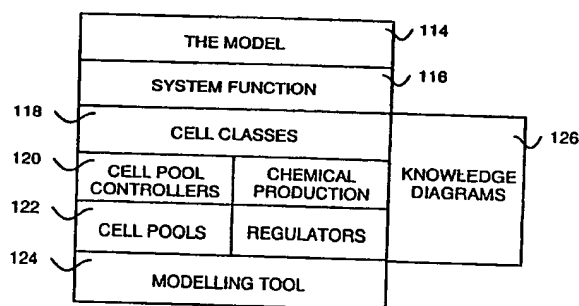 THE MODEL
114
SYSTEM FUNCTION
116
118
CELL CLASSES
126
120
CELL POOL
CONTROLLERS
CHEMICAL
PRODUCTION
KNOWLEDGE
DIAGRAMS
122
CELL POOLS
REGULATORS
124
MODELLING TOOL